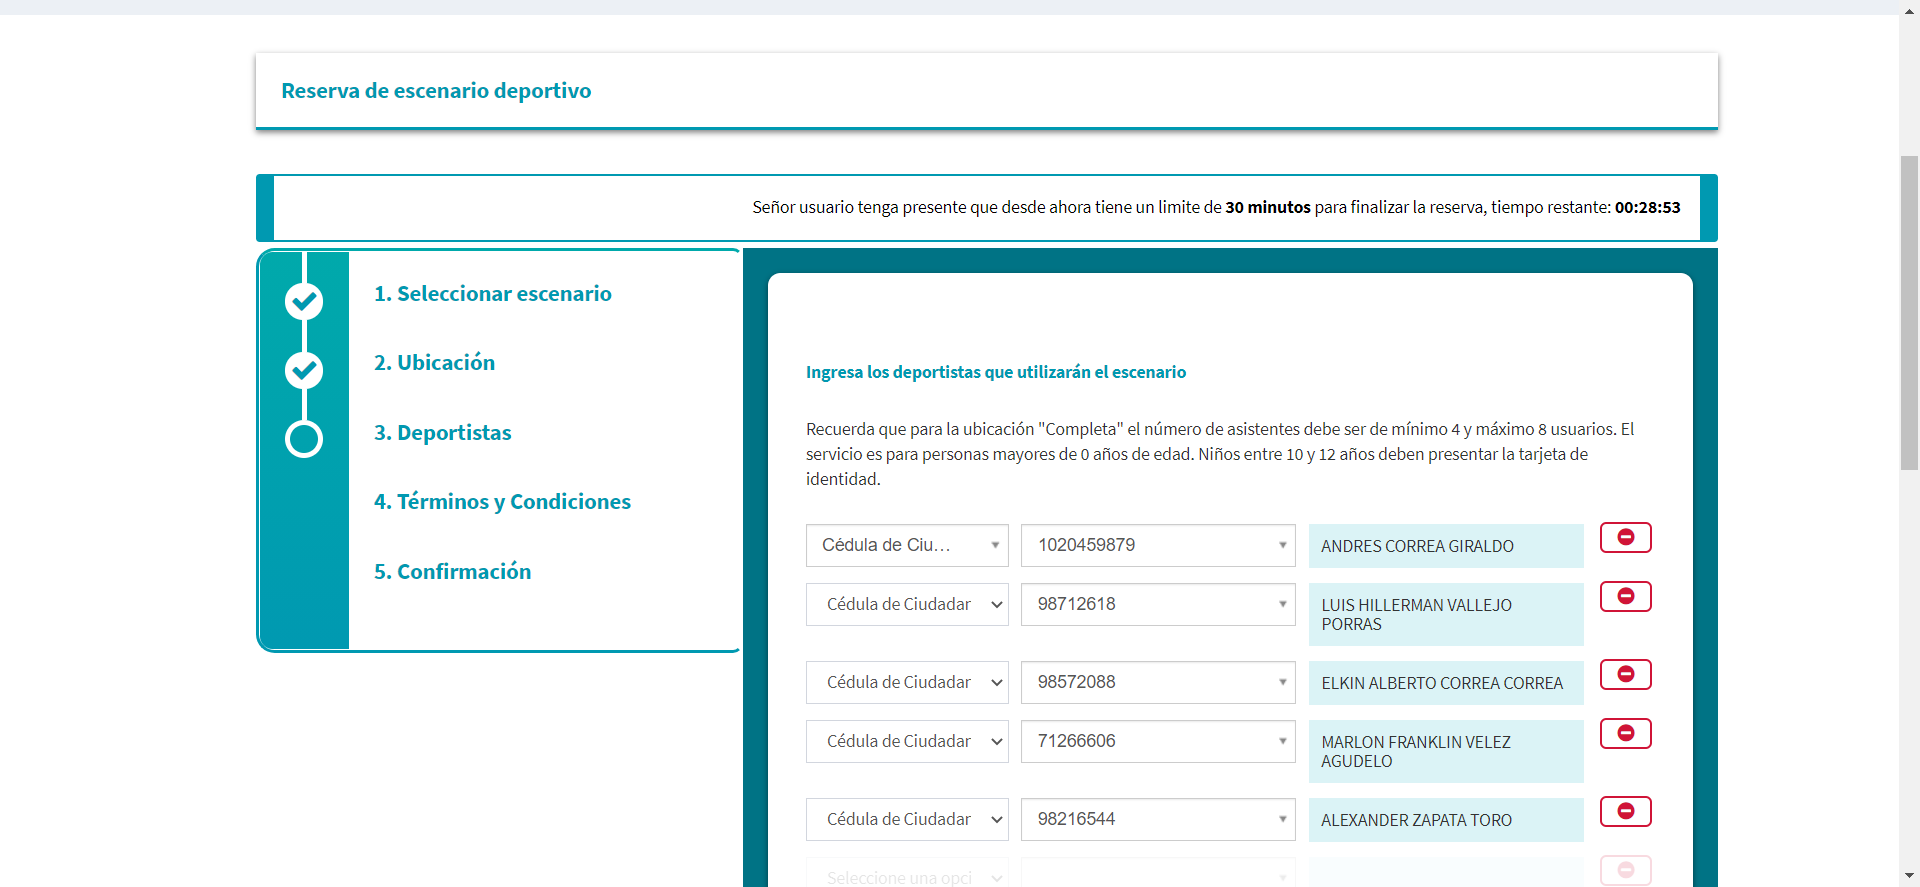 Reserva de escenario deportivo
Señor usuario tenga presente que desde ahora tiene un limite de 30 minutos para finalizar la reserva, tiempo restante: 00:28:53
1. Seleccionar escenario
2. Ubicación
3. Deportistas
4. Términos y Condiciones
5. Confirmación
Ingresa los deportistas que utilizarán el escenario
Recuerda que para la ubicación "Completa" el número de asistentes debe ser de mínimo 4 y máximo 8 usuarios. El
servicio es para personas mayores de 0 años de edad. Niños entre 10 y 12 años deben presentar la tarjeta de
identidad.
Cédula de Ciu... 1020459879 ANDRES CORREA GIRALDO
Cédula de Ciudadar 98712618 LUIS HILLERMAN VALLEJO
PORRAS
Cédula de Ciudadar 98572088 ELKIN ALBERTO CORREA CORREA
Cédula de Ciudadar 71266606 MARLON FRANKLIN VELEZ
AGUDELO
Cédula de Ciudadar 98216544 ALEXANDER ZAPATA TORO
Seleccione una opci